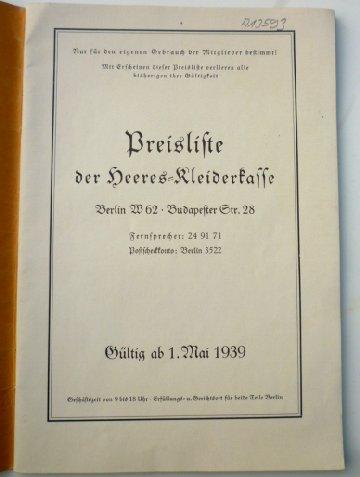 A13593
Nur für den eigenen Gebrauch der Mitglieder bestimmt!
Mit Erscheinen dieser Preisliste verlieren alle
bisherigen ihre Gültigkeit
Preisliste
der Heeres=Kleiderkasse
Berlin W 62 · Budapester Str. 28
Fernsprecher: 24 91 71
Postscheckkonto: Berlin 3522
Gültig ab 1. Mai 1939
Geschäftszeit von 9 bis 18 Uhr · Erfüllungs- u. Gerichtsort für beide Teile Berlin